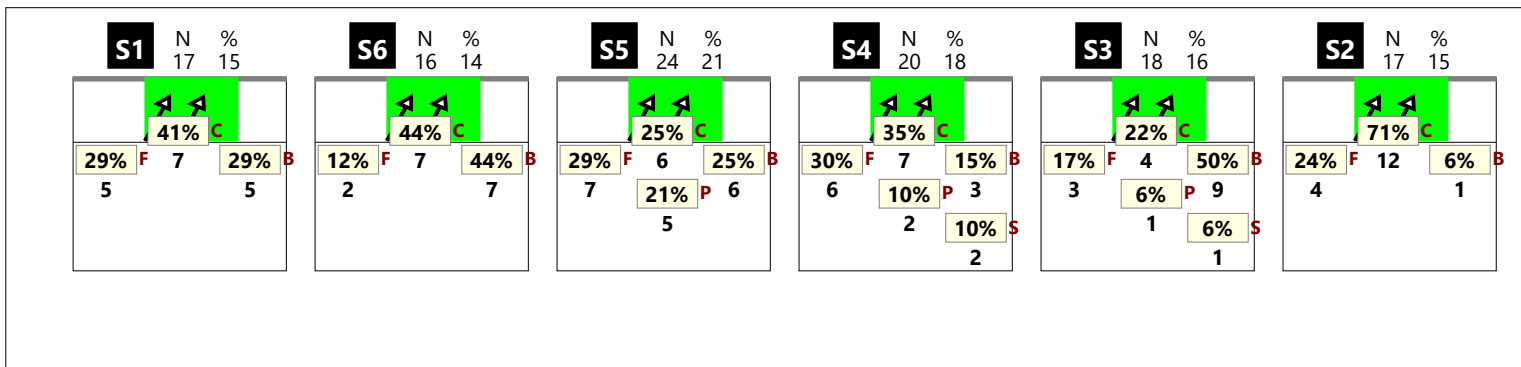 S1 N % S6 N % S5 N % S4 N % S3 N % S2 N %
17 15 16 14 24 21 20 18 18 16 17 15
41% C 44% C 25% C 35% C 22% C 71% C
29% F 7 29% B 12% F 7 44% B 29% F 6 25% B 30% F 7 15% B 17% F 4 50% B 24% F 12 6% B
5 5 2 7 7 21% P 6 6 10% P 3 3 6% P 9 4 1
5 2 10% S 1 6% S
2 1